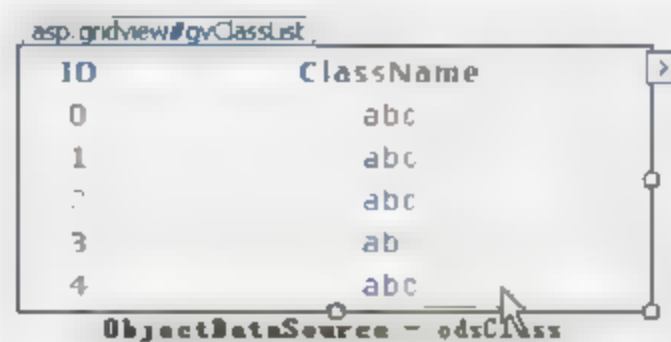 asp:gridview#gvClassList
ID ClassName
0 abc
1 abc
abc
3 ab
4 abc
ObjectDataSource - odsClass